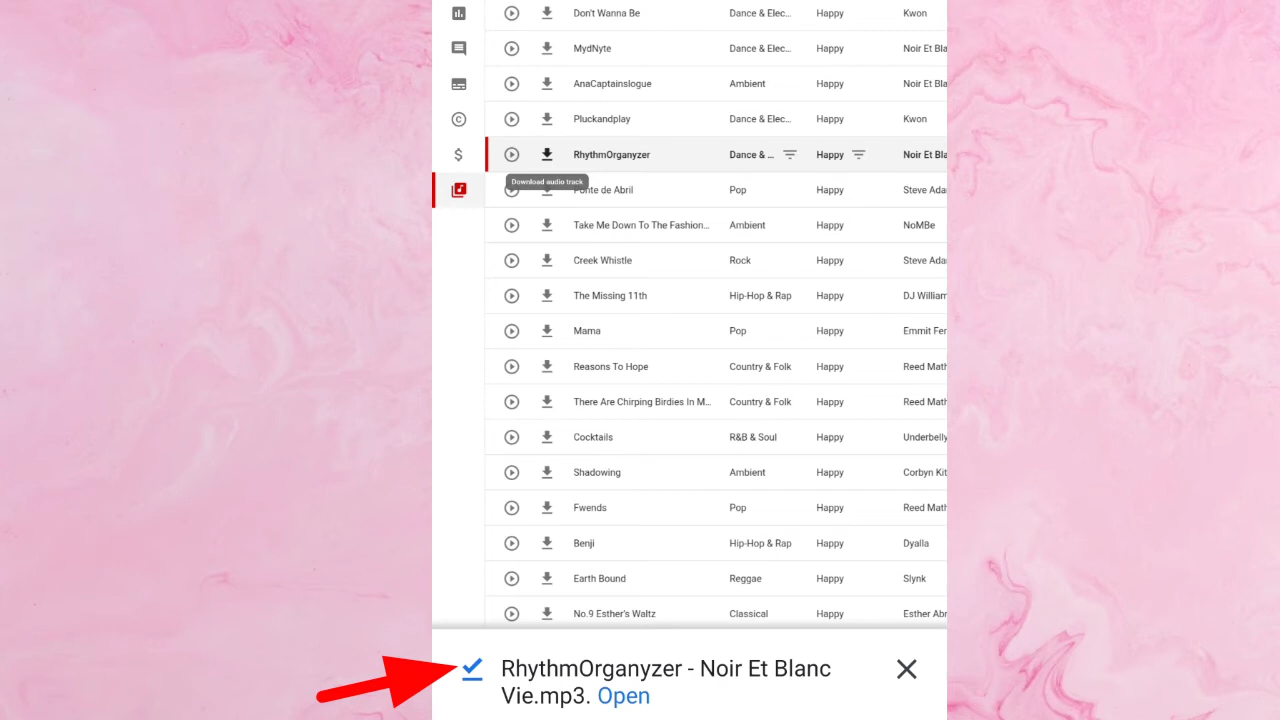 Don't Wanna Be Dance & Elec... Happy Kwon
MydNyte Dance & Elec... Happy Noir Et Bla
AnaCaptainslogue Ambient Happy Noir Et Bla
Pluckandplay Dance & Elec... Happy Kwon
RhythmOrganyzer Dance & ... Happy Noir Et Bla
Download audio track
Ponte de Abril Pop Happy Steve Ada
Take Me Down To The Fashion... Ambient Happy NoMBe
Creek Whistle Rock Happy Steve Ada
The Missing 11th Hip-Hop & Rap Happy DJ William
Mama Pop Happy Emmit Fer
Reasons To Hope Country & Folk Happy Reed Math
There Are Chirping Birdies In M... Country & Folk Happy Reed Math
Cocktails R&B & Soul Happy Underbelly
Shadowing Ambient Happy Corbyn Kit
Fwends Pop Happy Reed Math
Benji Hip-Hop & Rap Happy Dyalla
Earth Bound Reggae Happy Slynk
No.9 Esther's Waltz Classical Happy Esther Abr
RhythmOrganyzer - Noir Et Blanc
Vie.mp3. Open